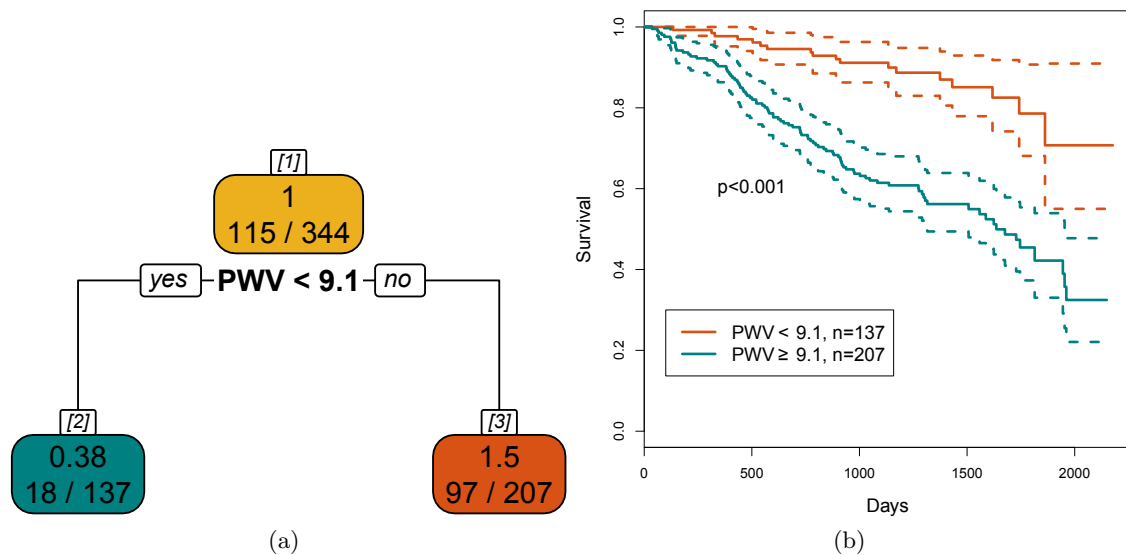 [1]
1
115 / 344
yes PWV < 9.1 no
[2]
0.38
18 / 137
[3]
1.5
97 / 207
(a)
Survival
1.0
0.8
0.6
0.4
0.2
0.0
p<0.001
PWV < 9.1, n=137
PWV ≥ 9.1, n=207
0 500 1000 1500 2000
Days
(b)